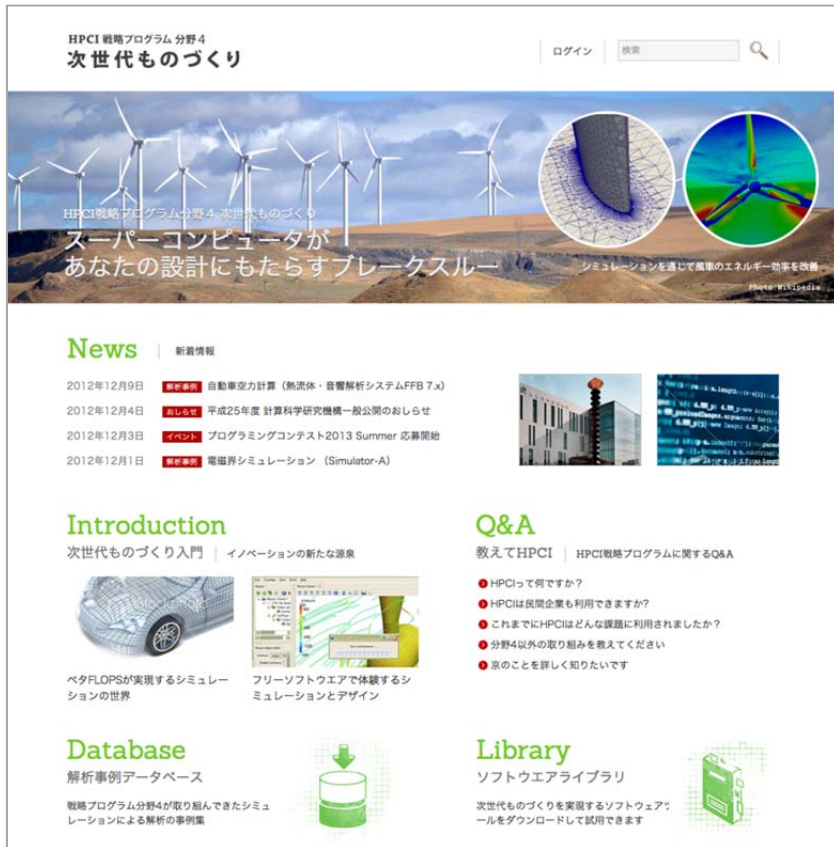 HPCI 戦略プログラム 分野4
次世代ものづくり
ログイン
検索
HPCI戦略プログラム分野4 次世代ものづくり
スーパーコンピュータが
あなたの設計にもたらすブレークスルー
シミュレーションを通じて風車のエネルギー効率を改善
Photo:Wikipedia
News
新着情報
2012年12月9日 解析事例 自動車空力計算（熱流体・音響解析システムFFB 7.x）
2012年12月4日 おしらせ 平成25年度 計算科学研究機構一般公開のおしらせ
2012年12月3日 イベント プログラミングコンテスト2013 Summer 応募開始
2012年12月1日 解析事例 電磁界シミュレーション （Simulator-A）
Introduction
次世代ものづくり入門 イノベーションの新たな源泉
ペタFLOPSが実現するシミュレー
ションの世界
フリーソフトウエアで体験するシ
ミュレーションとデザイン
Q&A
教えてHPCI HPCI戦略プログラムに関するQ&A
HPCIって何ですか？
HPCIは民間企業も利用できますか?
これまでにHPCIはどんな課題に利用されましたか？
分野4以外の取り組みを教えてください
京のことを詳しく知りたいです
Database
解析事例データベース
戦略プログラム分野4が取り組んできたシミュ
レーションによる解析の事例集
Library
ソフトウエアライブラリ
次世代ものづくりを実現するソフトウェアツ
ールをダウンロードして試用できます